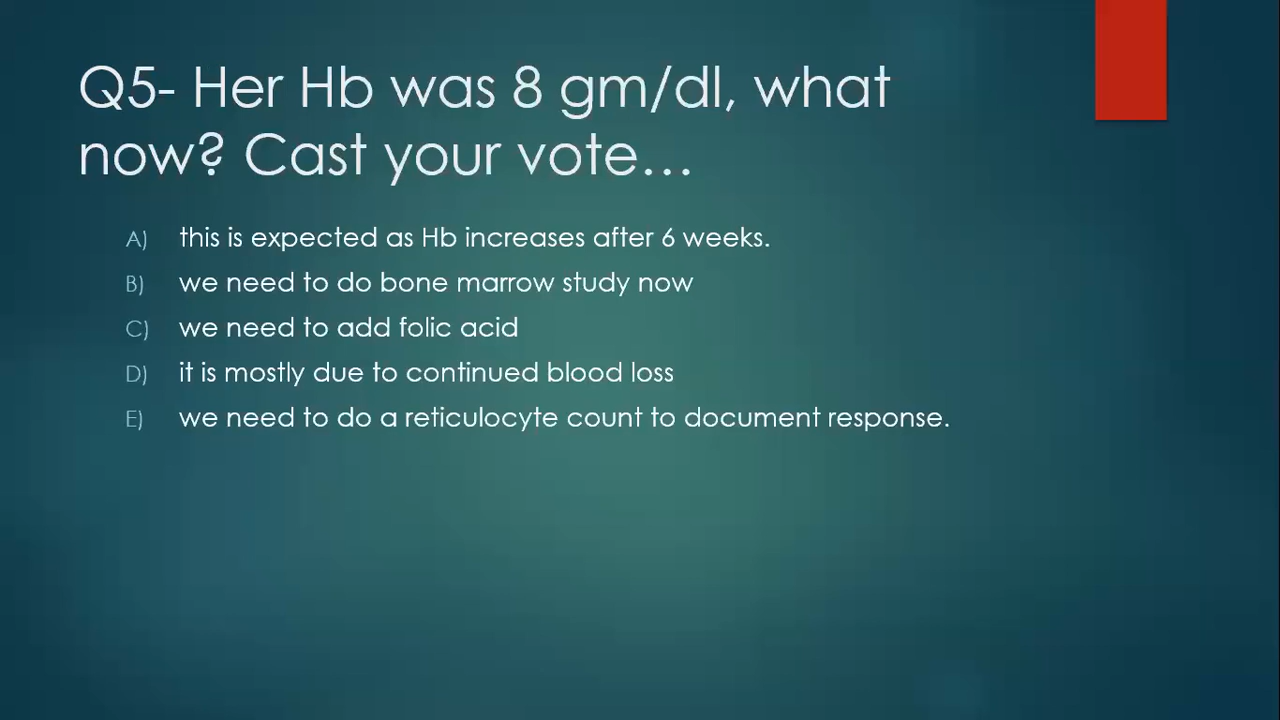 Q5- Her Hb was 8 gm/dl, what
now? Cast your vote…
A) this is expected as Hb increases after 6 weeks.
B) we need to do bone marrow study now
C) we need to add folic acid
D) it is mostly due to continued blood loss
E) we need to do a reticulocyte count to document response.